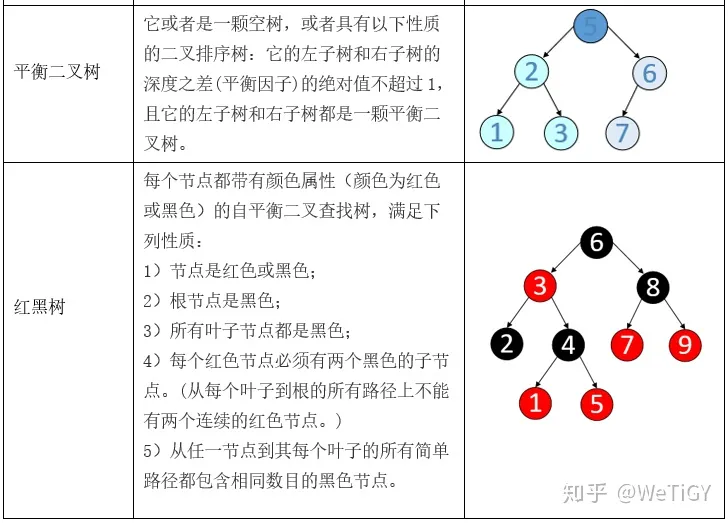 平衡二叉树
它或者是一颗空树，或者具有以下性质
的二叉排序树：它的左子树和右子树的
深度之差(平衡因子)的绝对值不超过1，
且它的左子树和右子树都是一颗平衡二
叉树。
5
2
6
1
3
7
红黑树
每个节点都带有颜色属性（颜色为红色
或黑色）的自平衡二叉查找树，满足下
列性质：
1）节点是红色或黑色；
2）根节点是黑色；
3）所有叶子节点都是黑色；
4）每个红色节点必须有两个黑色的子节
点。(从每个叶子到根的所有路径上不能
有两个连续的红色节点。)
5）从任一节点到其每个叶子的所有简单
路径都包含相同数目的黑色节点。
6
3
8
2
4
7
9
1
5
知乎 @WeTiGY